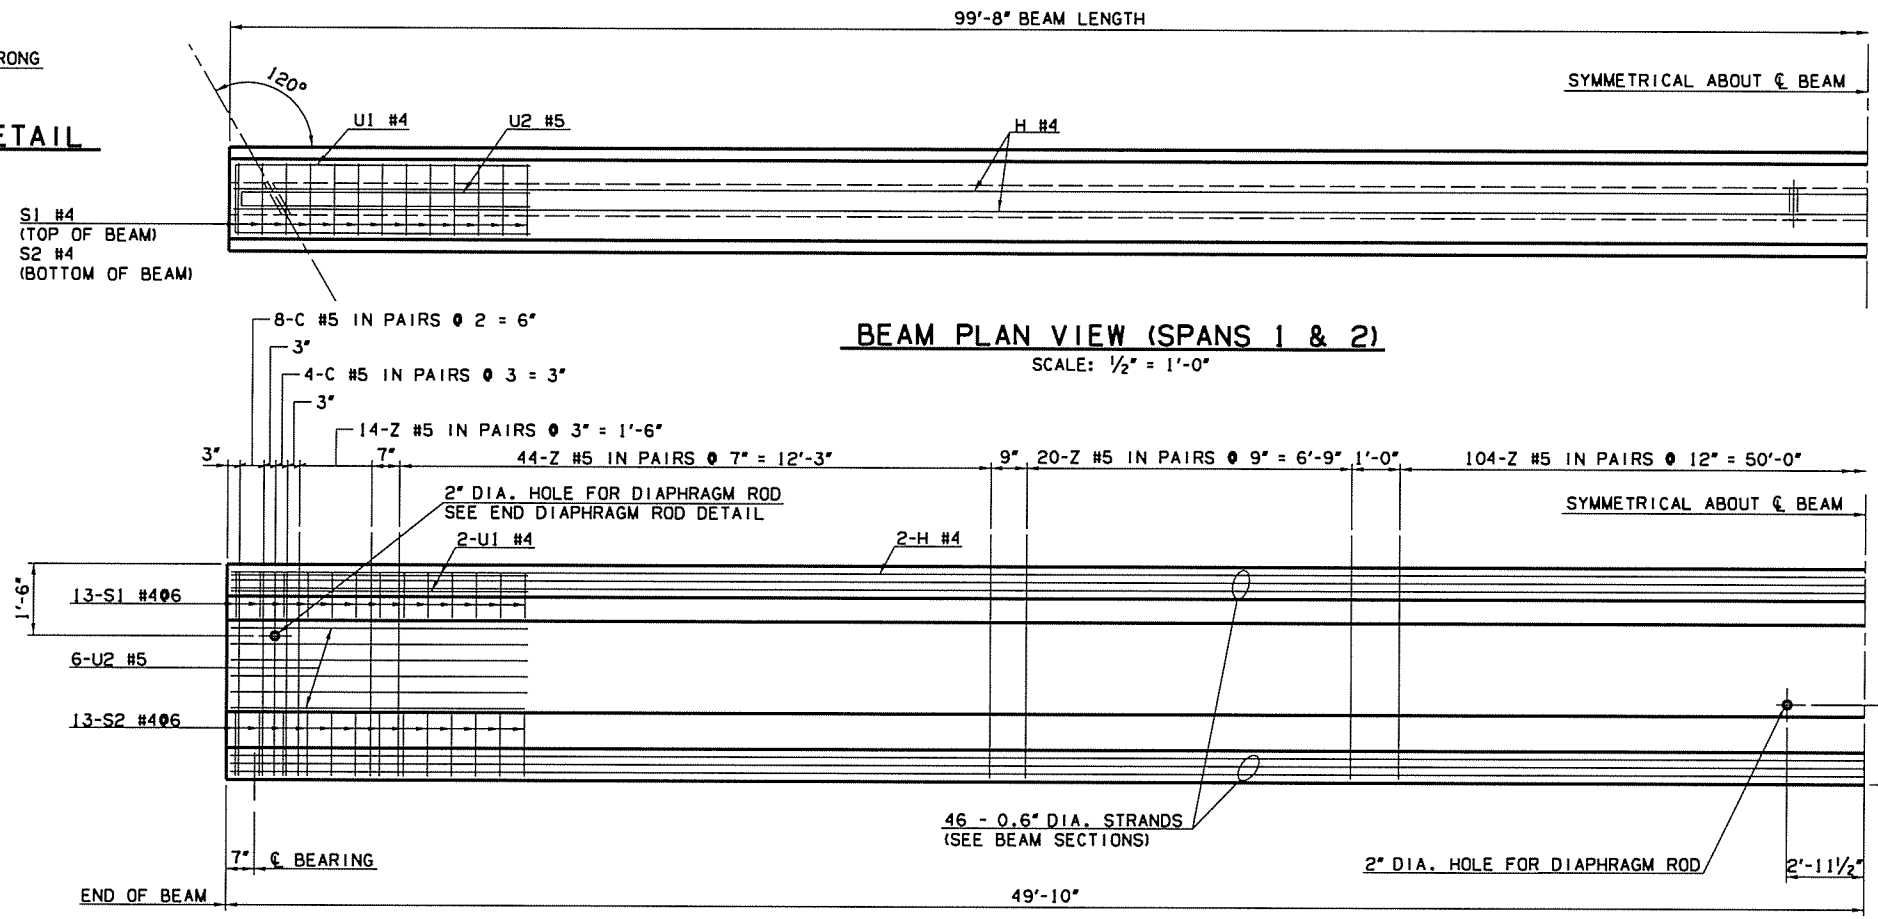 99'-8" BEAM LENGTH
RONG
SYMMETRICAL ABOUT ℄ BEAM
120°
ETAIL
U1 #4
U2 #5
H #4
S1 #4
(TOP OF BEAM)
S2 #4
(BOTTOM OF BEAM)
8-C #5 IN PAIRS @ 2 = 6"
BEAM PLAN VIEW (SPANS 1 & 2)
3"
SCALE: 1/2" = 1'-0"
4-C #5 IN PAIRS @ 3 = 3"
3"
14-Z #5 IN PAIRS @ 3" = 1'-6"
3"
7"
44-Z #5 IN PAIRS @ 7" = 12'-3"
9"
20-Z #5 IN PAIRS @ 9" = 6'-9"
1'-0"
104-Z #5 IN PAIRS @ 12" = 50'-0"
2" DIA. HOLE FOR DIAPHRAGM ROD
SEE END DIAPHRAGM ROD DETAIL
SYMMETRICAL ABOUT ℄ BEAM
2-U1 #4
2-H #4
1'-6"
13-S1 #4@6
6-U2 #5
13-S2 #4@6
46 - 0.6" DIA. STRANDS
(SEE BEAM SECTIONS)
7"
℄ BEARING
2" DIA. HOLE FOR DIAPHRAGM ROD
2'-11 1/2"
END OF BEAM
49'-10"